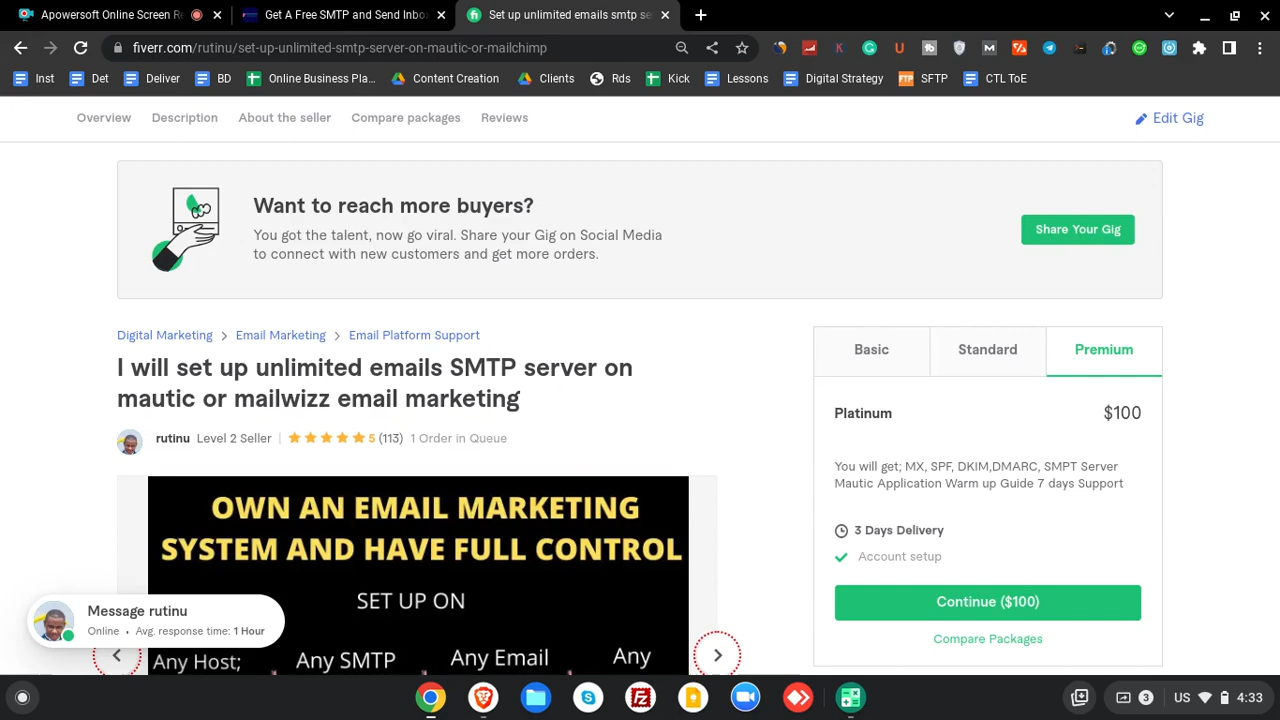 Apowersoft Online Screen Re
Get A Free SMTP and Send Inbo
Set up unlimited emails smtp se
fiverr.com/rutinu/set-up-unlimited-smtp-server-on-mautic-or-mailchimp
Inst
Det
Deliver
BD
Online Business Pla...
Content Creation
Clients
Rds
Kick
Lessons
Digital Strategy
SFTP
CTL ToE
Overview
Description
About the seller
Compare packages
Reviews
Edit Gig
Want to reach more buyers?
You got the talent, now go viral. Share your Gig on Social Media
to connect with new customers and get more orders.
Share Your Gig
Digital Marketing > Email Marketing > Email Platform Support
I will set up unlimited emails SMTP server on
mautic or mailwizz email marketing
rutinu Level 2 Seller | 5 (113) 1 Order in Queue
OWN AN EMAIL MARKETING
SYSTEM AND HAVE FULL CONTROL
SET UP ON
Any Host;
Any SMTP
Any Email
Any
Message rutinu
Online • Avg. response time: 1 Hour
Basic
Standard
Premium
Platinum
$100
You will get; MX, SPF, DKIM,DMARC, SMPT Server
Mautic Application Warm up Guide 7 days Support
3 Days Delivery
Account setup
Continue ($100)
Compare Packages
3
US
4:33